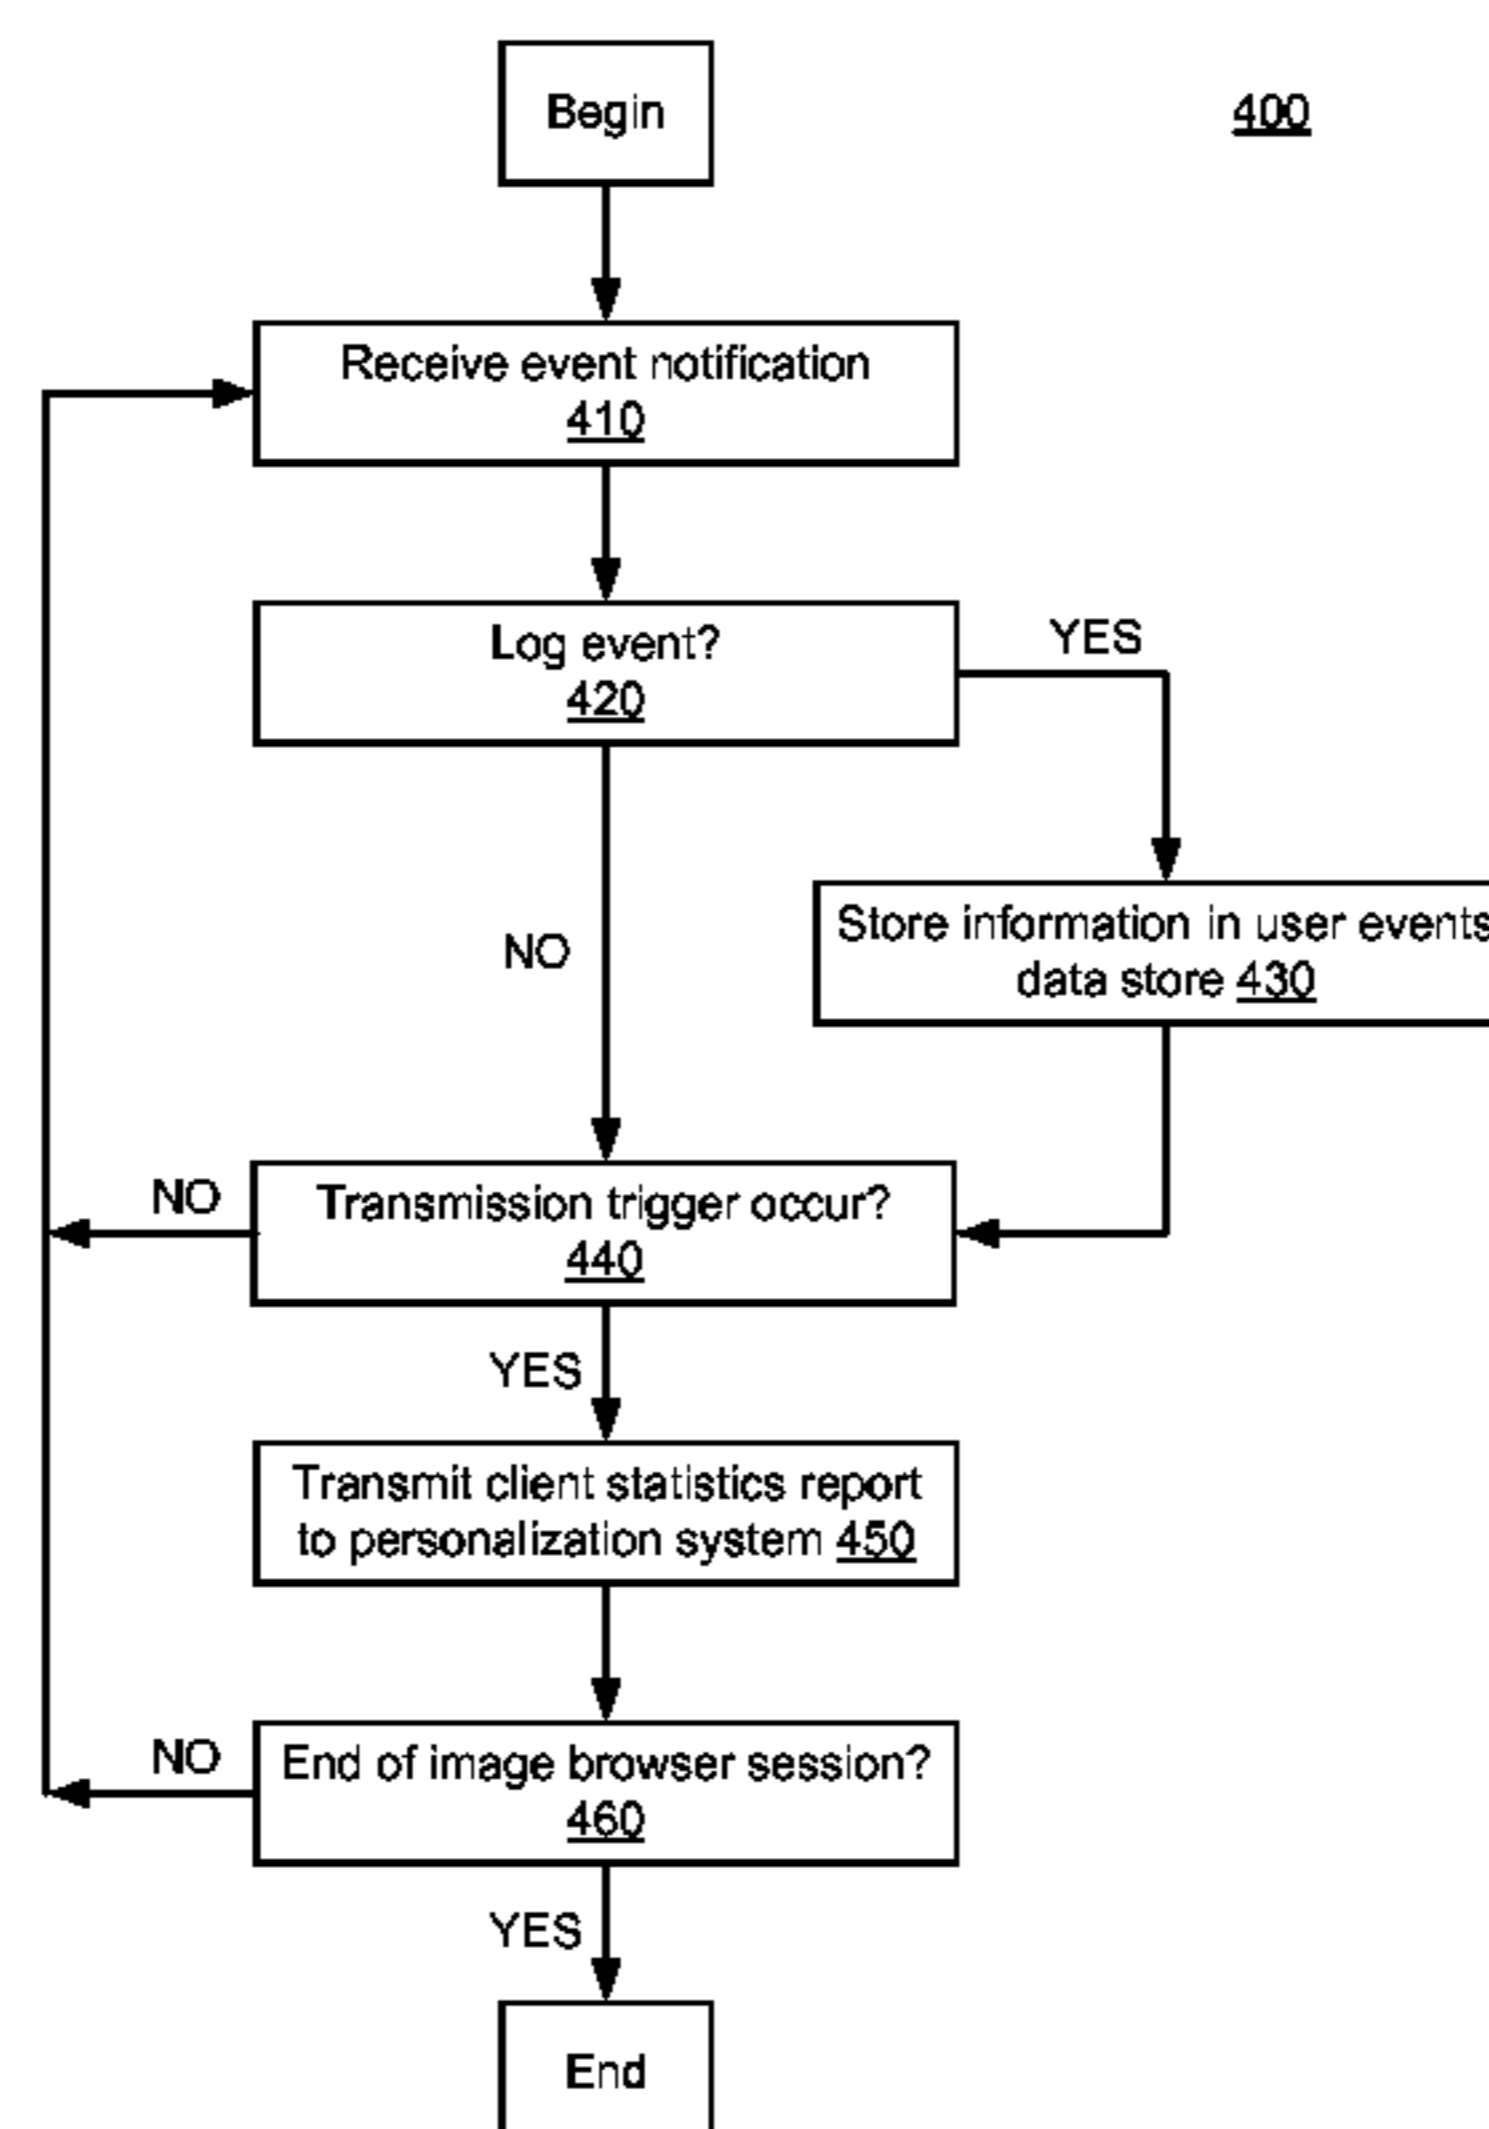 Begin
400
Receive event notification
410
Log event?
420
YES
Store information in user events
data store 430
NO
NO
Transmission trigger occur?
440
YES
Transmit client statistics report
to personalization system 450
NO
End of image browser session?
460
YES
End